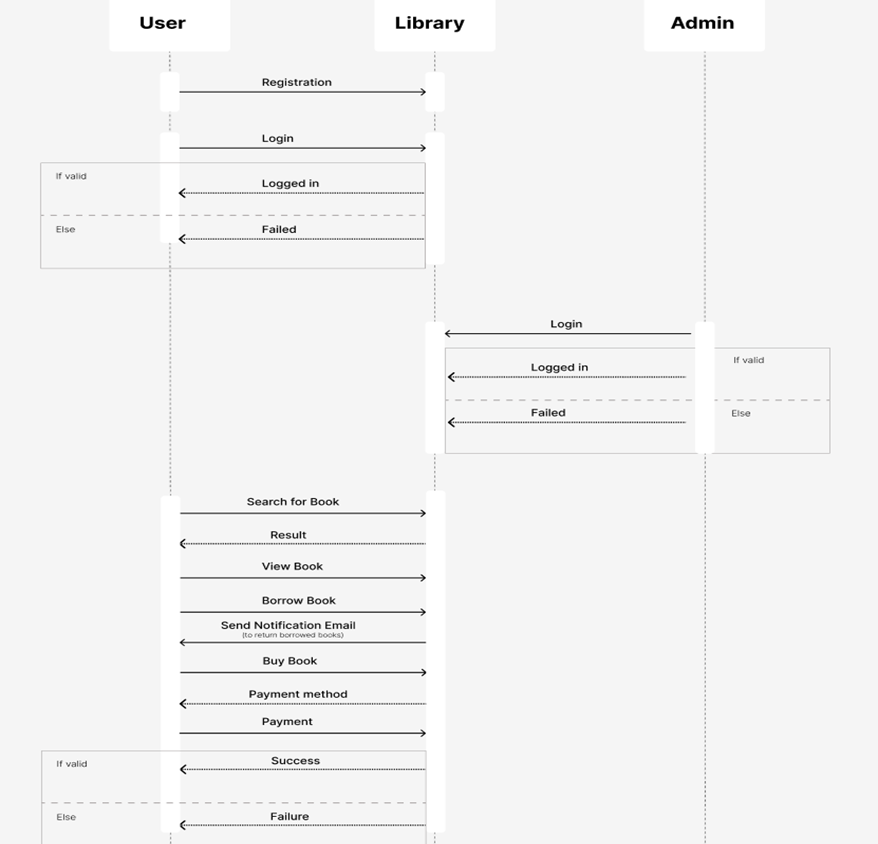 User
Library
Admin
Registration
Login
If valid
Logged in
Else
Failed
Login
If valid
Logged in
Failed
Else
Search for Book
Result
View Book
Borrow Book
Send Notification Email
(to return borrowed books)
Buy Book
Payment method
Payment
If valid
Success
Else
Failure